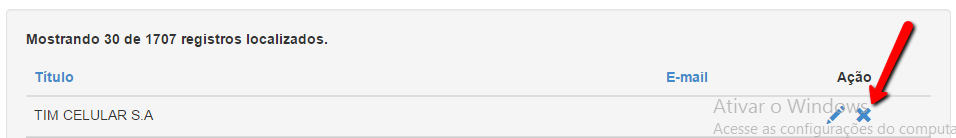 Mostrando 30 de 1707 registros localizados.
Título E-mail Ação
TIM CELULAR S.A
Ativar o Windows
Acesse as configurações do computa